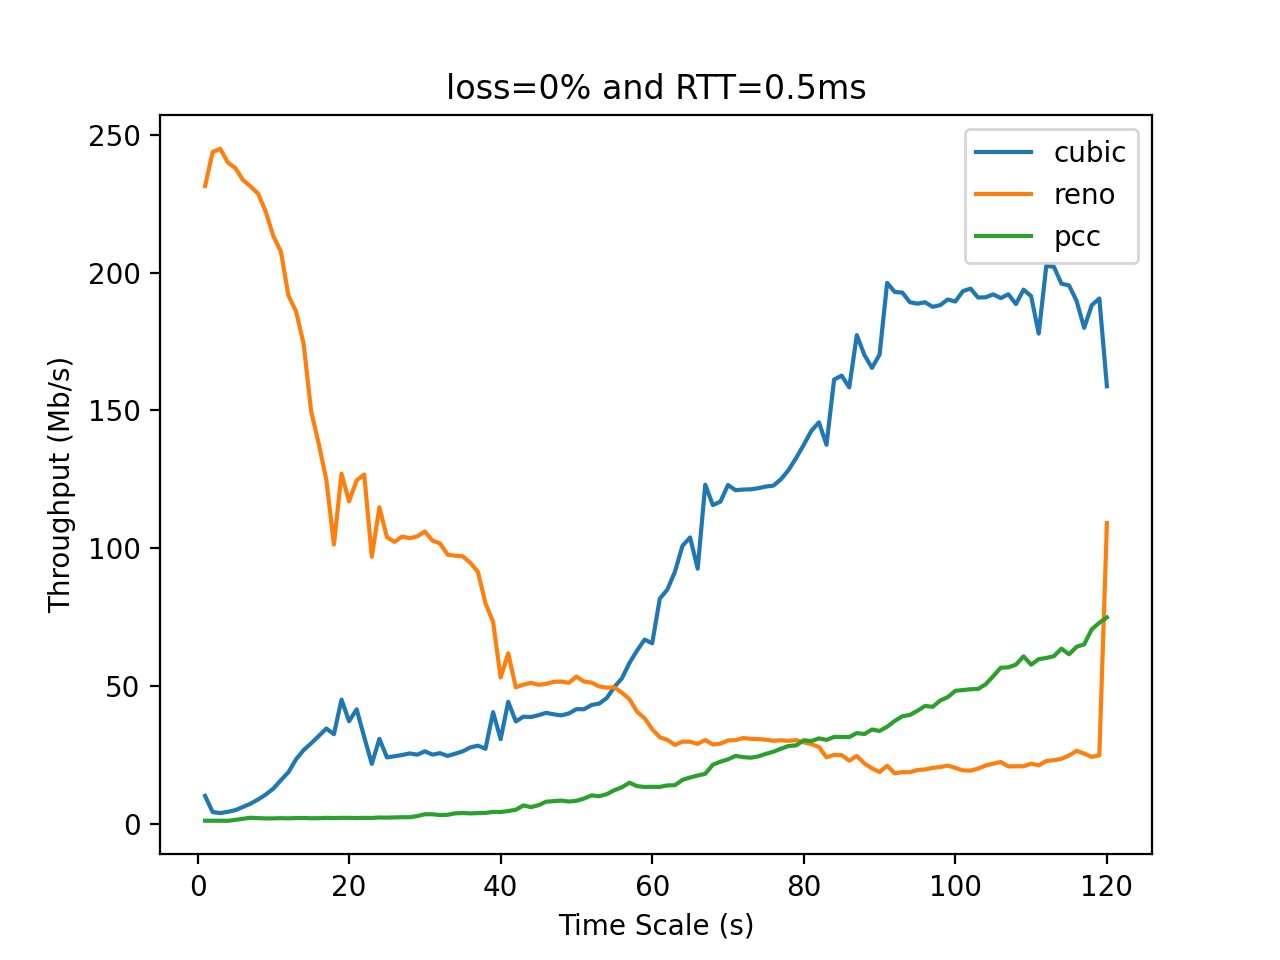 loss=0% and RTT=0.5ms
250
200
150
100
50
0
Throughput (Mb/s)
cubic
reno
pcc
0 20 40 60 80 100 120
Time Scale (s)